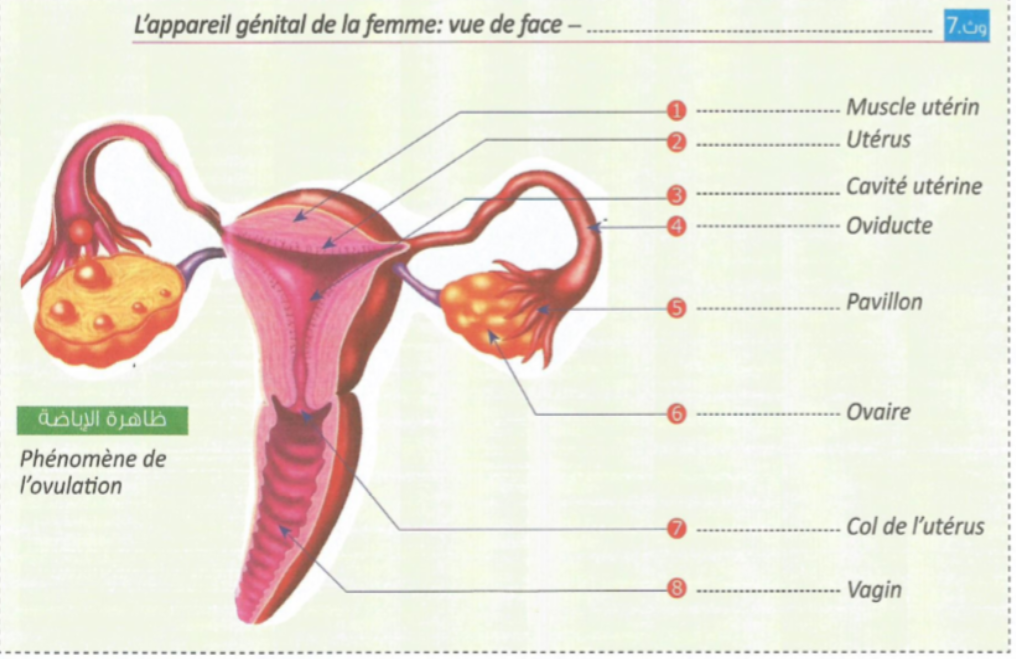 L'appareil génital de la femme: vue de face – ........................ وث.7
1 ---------------- Muscle utérin
2 ---------------- Utérus
3 ---------------- Cavité utérine
4 ---------------- Oviducte
5 ---------------- Pavillon
6 ---------------- Ovaire
ظاهرة الإباضة
Phénomène de
l'ovulation
7 ---------------- Col de l'utérus
8 ---------------- Vagin